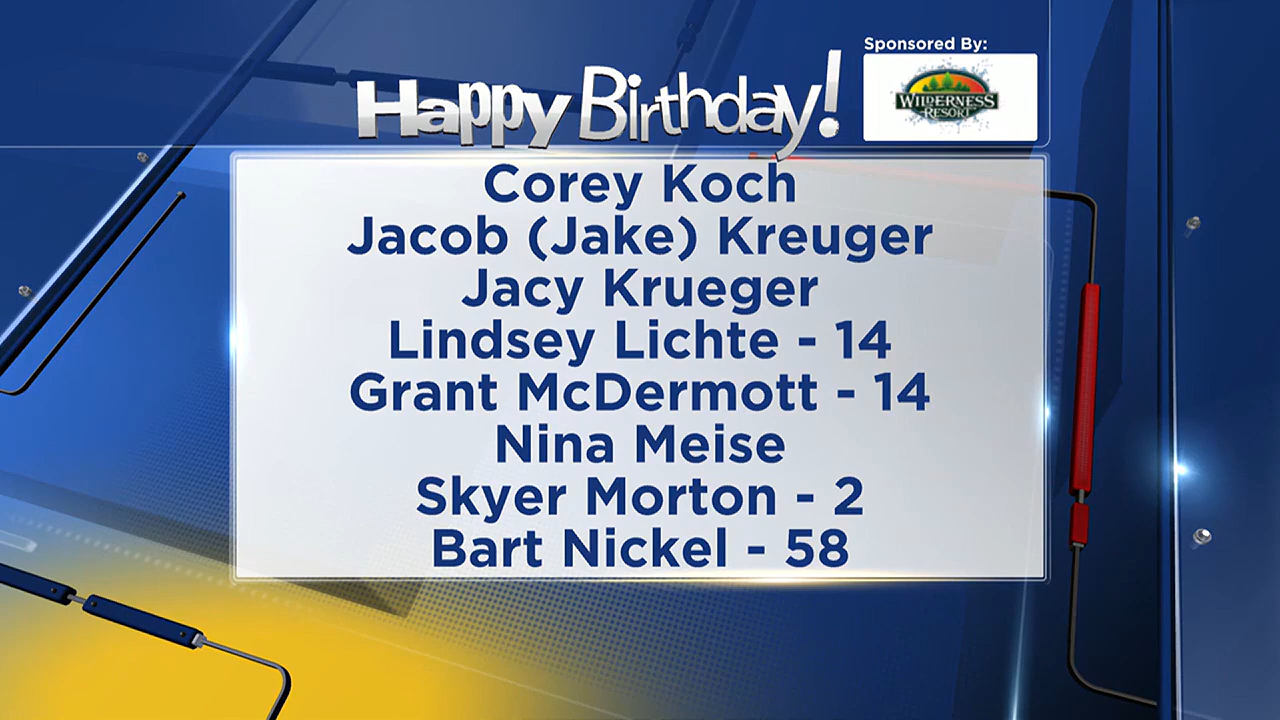 Sponsored By:
Happy Birthday!
WILDERNESS
RESORT
Corey Koch
Jacob (Jake) Kreuger
Jacy Krueger
Lindsey Lichte - 14
Grant McDermott - 14
Nina Meise
Skyer Morton - 2
Bart Nickel - 58